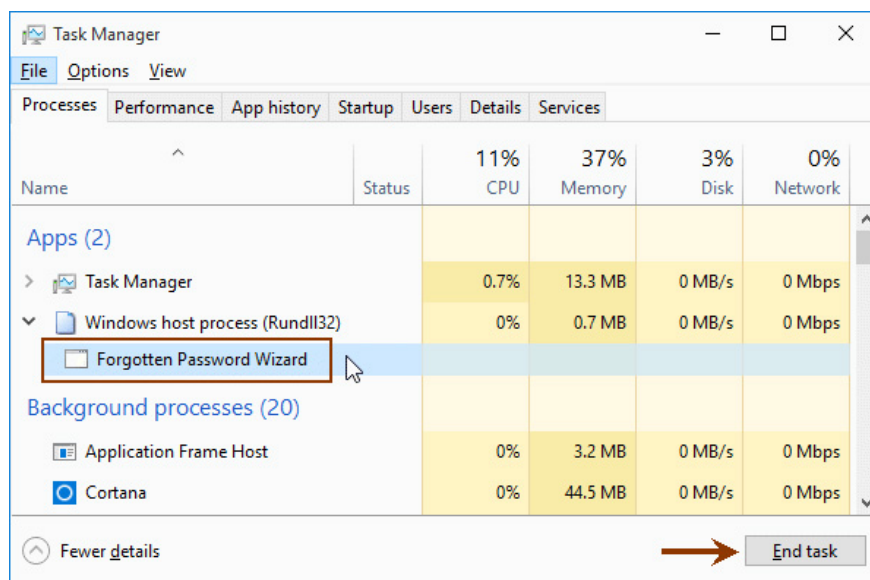 Task Manager
File Options View
Processes Performance App history Startup Users Details Services
11% 37% 3% 0%
Name Status CPU Memory Disk Network
Apps (2)
Task Manager 0.7% 13.3 MB 0 MB/s 0 Mbps
Windows host process (Rundll32) 0% 0.7 MB 0 MB/s 0 Mbps
Forgotten Password Wizard
Background processes (20)
Application Frame Host 0% 3.2 MB 0 MB/s 0 Mbps
Cortana 0% 44.5 MB 0 MB/s 0 Mbps
Fewer details End task